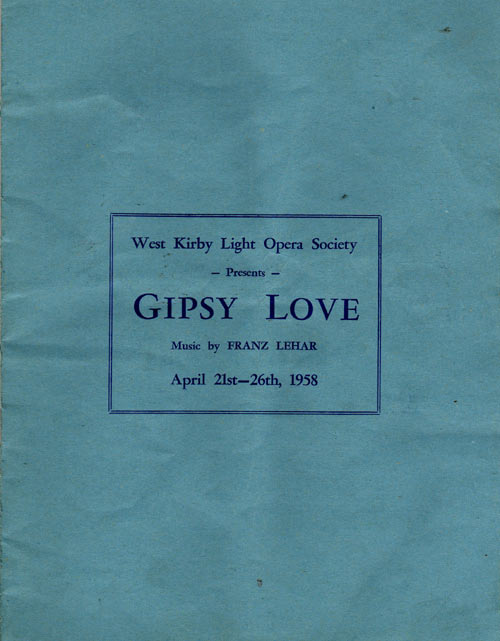 West Kirby Light Opera Society
– Presents –
GIPSY LOVE
Music by FRANZ LEHAR
April 21st—26th, 1958